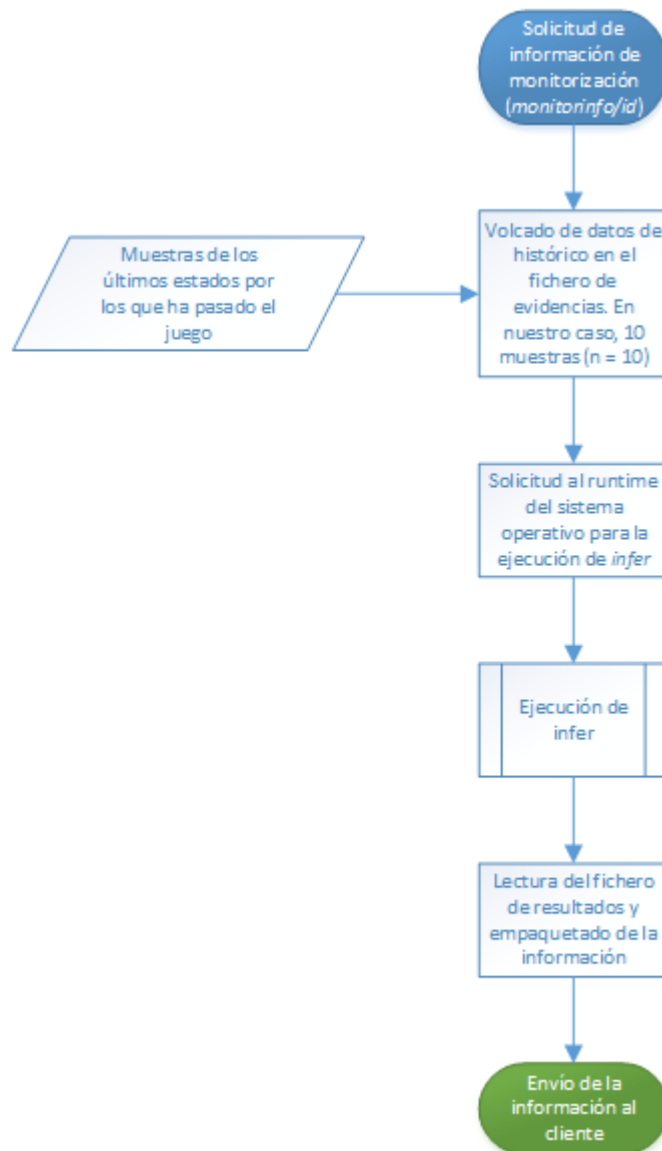 Solicitud de
información de
monitorización
(monitorinfo/id)
Muestras de los
últimos estados por
los que ha pasado el
juego
Volcado de datos de
histórico en el
fichero de
evidencias. En
nuestro caso, 10
muestras (n = 10)
Solicitud al runtime
del sistema
operativo para la
ejecución de infer
Ejecución de
infer
Lectura del fichero
de resultados y
empaquetado de la
información
Envío de la
información al
cliente